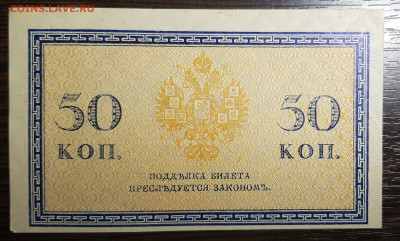 COINS.LAVE.RU
50 50
КОП. КОП.
ПОДДѢЛКА БИЛЕТА
ПРЕСЛѢДУЕТСЯ ЗАКОНОМЪ.